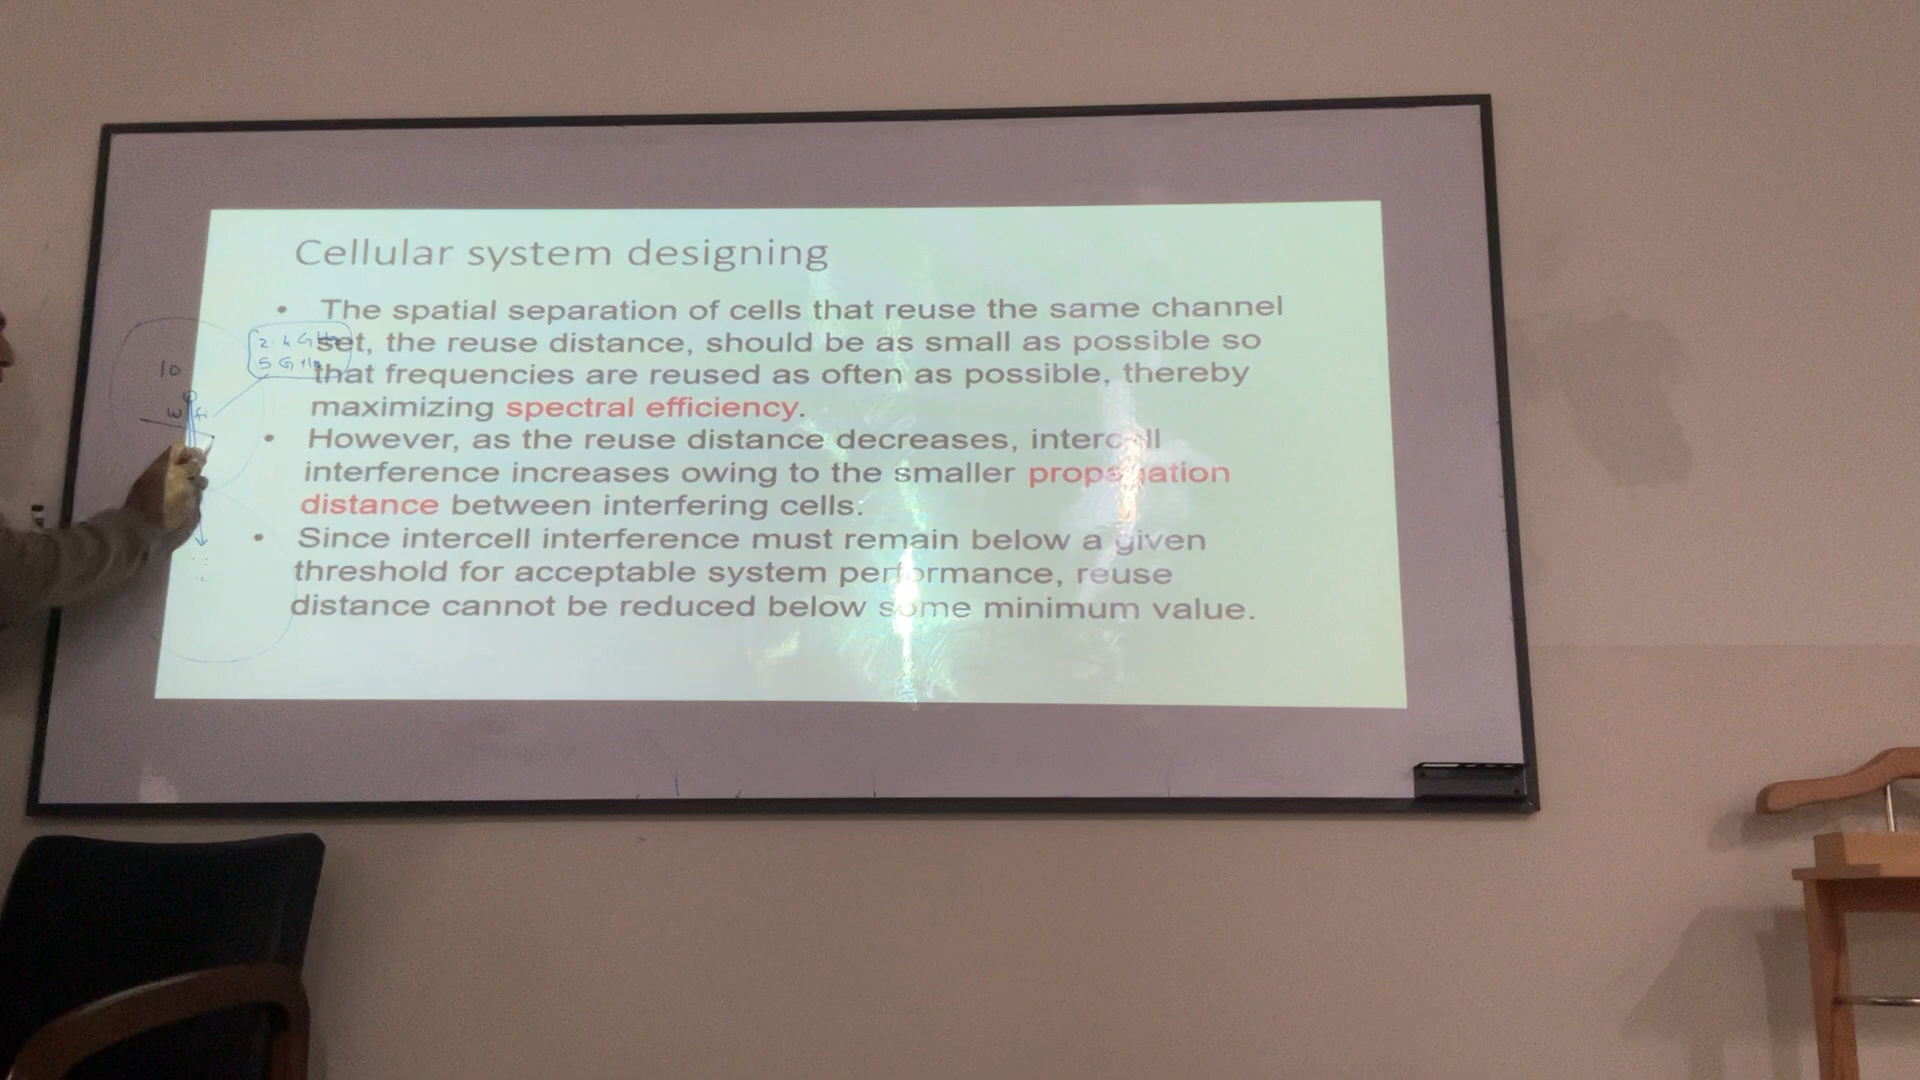 Cellular system designing
• The spatial separation of cells that reuse the same channel
set, the reuse distance, should be as small as possible so
that frequencies are reused as often as possible, thereby
maximizing spectral efficiency.
• However, as the reuse distance decreases, intercell
interference increases owing to the smaller propagation
distance between interfering cells.
• Since intercell interference must remain below a given
threshold for acceptable system performance, reuse
distance cannot be reduced below some minimum value.
2.4 GHz
5 GHz
10